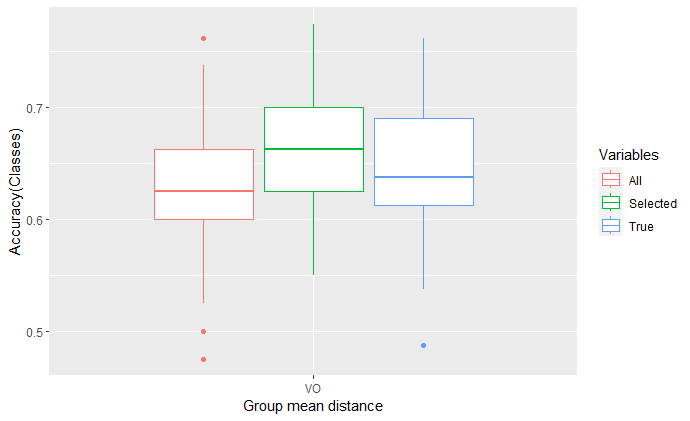 Accuracy(Classes)
0.7
0.6
0.5
VO
Group mean distance
Variables
All
Selected
True